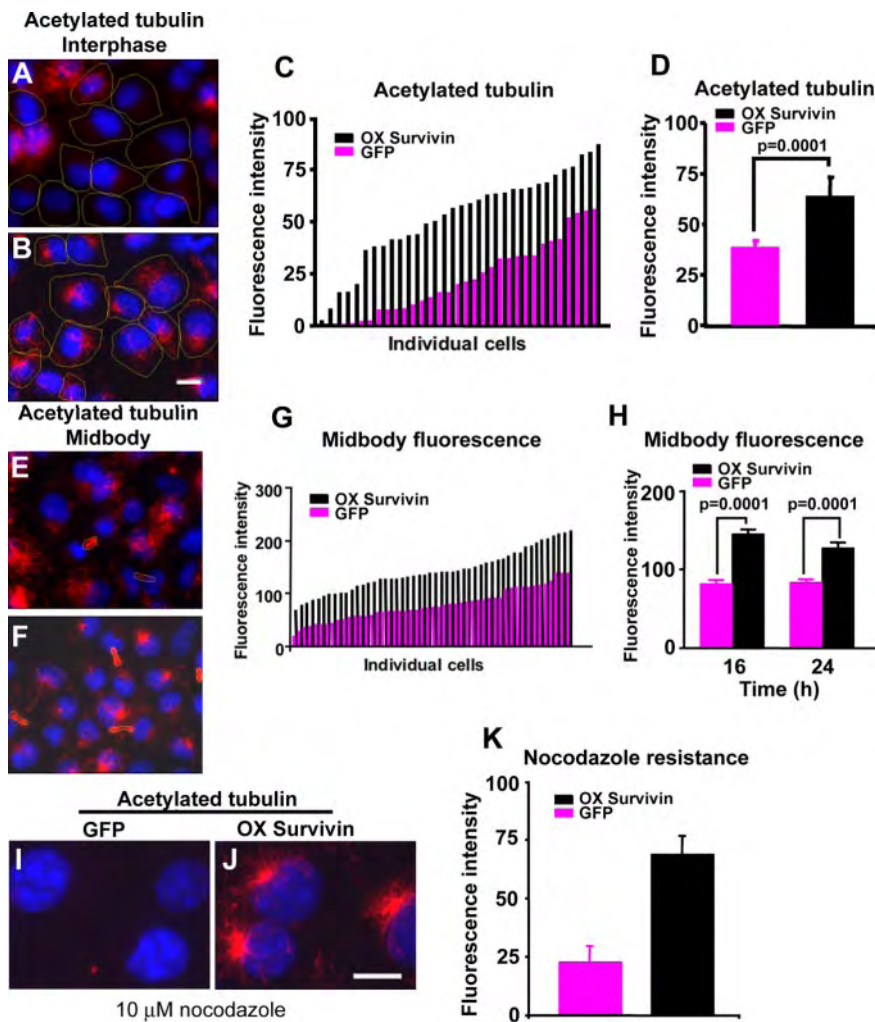 Acetylated tubulin
Interphase
A
B
C
Acetylated tubulin
OX Survivin
GFP
Fluorescence intensity
100
75
50
25
0
Individual cells
D
Acetylated tubulin
OX Survivin
GFP
p=0.0001
Fluorescence intensity
100
75
50
25
0
Acetylated tubulin
Midbody
E
F
G
Midbody fluorescence
OX Survivin
GFP
Fluorescence intensity
300
200
100
0
Individual cells
H
Midbody fluorescence
OX Survivin
GFP
p=0.0001 p=0.0001
Fluorescence intensity
200
100
0
16 24
Time (h)
Acetylated tubulin
GFP OX Survivin
I
J
10 μM nocodazole
K
Nocodazole resistance
OX Survivin
GFP
Fluorescence intensity
100
75
50
25
0